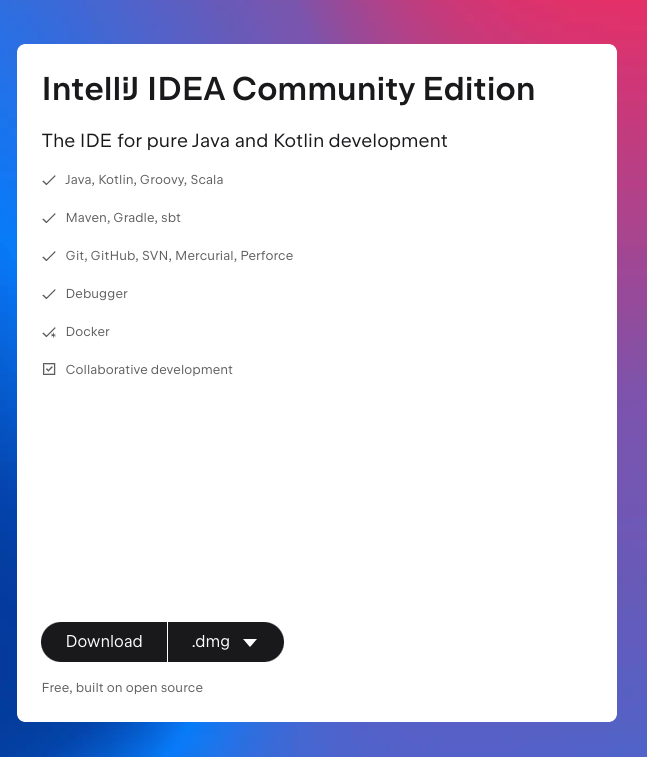 IntelliJ IDEA Community Edition
The IDE for pure Java and Kotlin development
Java, Kotlin, Groovy, Scala
Maven, Gradle, sbt
Git, GitHub, SVN, Mercurial, Perforce
Debugger
Docker
Collaborative development
Download .dmg
Free, built on open source